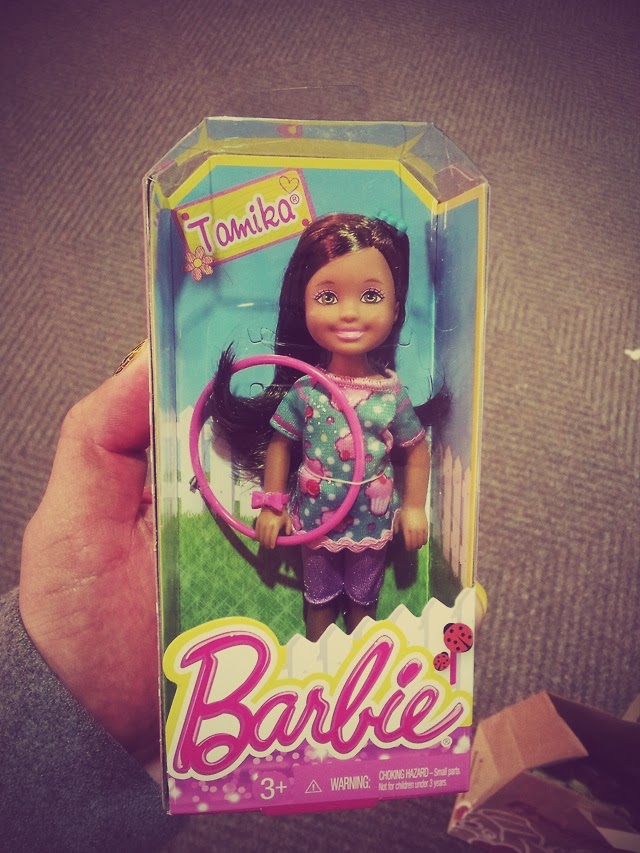 Tamika®
Barbie®
3+ ⚠ WARNING: CHOKING HAZARD – Small parts.
Not for children under 3 years.